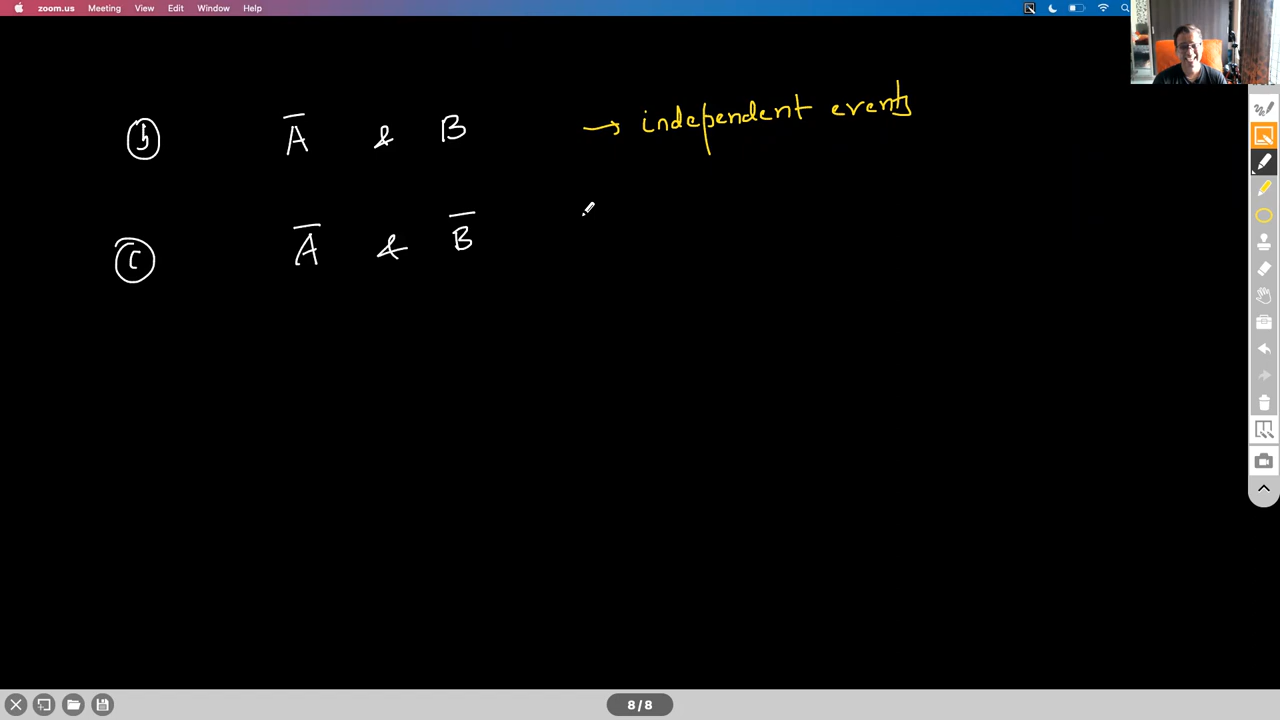 zoom.us Meeting View Edit Window Help
b A̅ & B → independent events
c A̅ & B̅
8 / 8